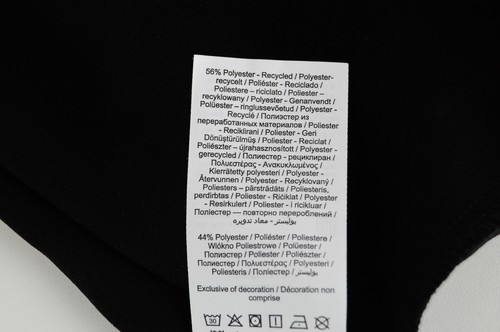 56% Polyester - Recycled / Polyester-
recycelt / Poliéster - Reciclado /
Poliestere – riciclato / Poliester –
recyklowany / Polyester - Genanvendt /
Polüester – ringlussevõetud / Polyester -
Recyclé / Полиэстер из
переработанных материалов / Poliester
- Reciklirani / Poliester - Geri
Dönüştürülmüş / Poliester - Reciclat /
Poliészter – újrahasznosított / Polyester -
gerecycled / Полиестер - рециклиран /
Πολυεστέρας - Ανακυκλωμένος /
Kierrätetty polyesteri / Polyester -
Återvunnen / Polyester - Recyklovaný /
Poliesters – pārstrādāts / Poliesteris,
perdirbtas / Poliester - Reciklat / Poliester
- Resirkulert / Poliester - i ricikluar /
Поліестер — повторно перероблений /
بوليستر - معاد تدويره
44% Polyester / Poliéster / Poliestere /
Włókno Poliestrowe / Polüester /
Полиэстер / Poliester / Poliészter /
Полиестер / Πολυεστέρας / Polyesteri /
Poliesteris / Поліестер / بوليستر
Exclusive of decoration / Décoration non
comprise
30